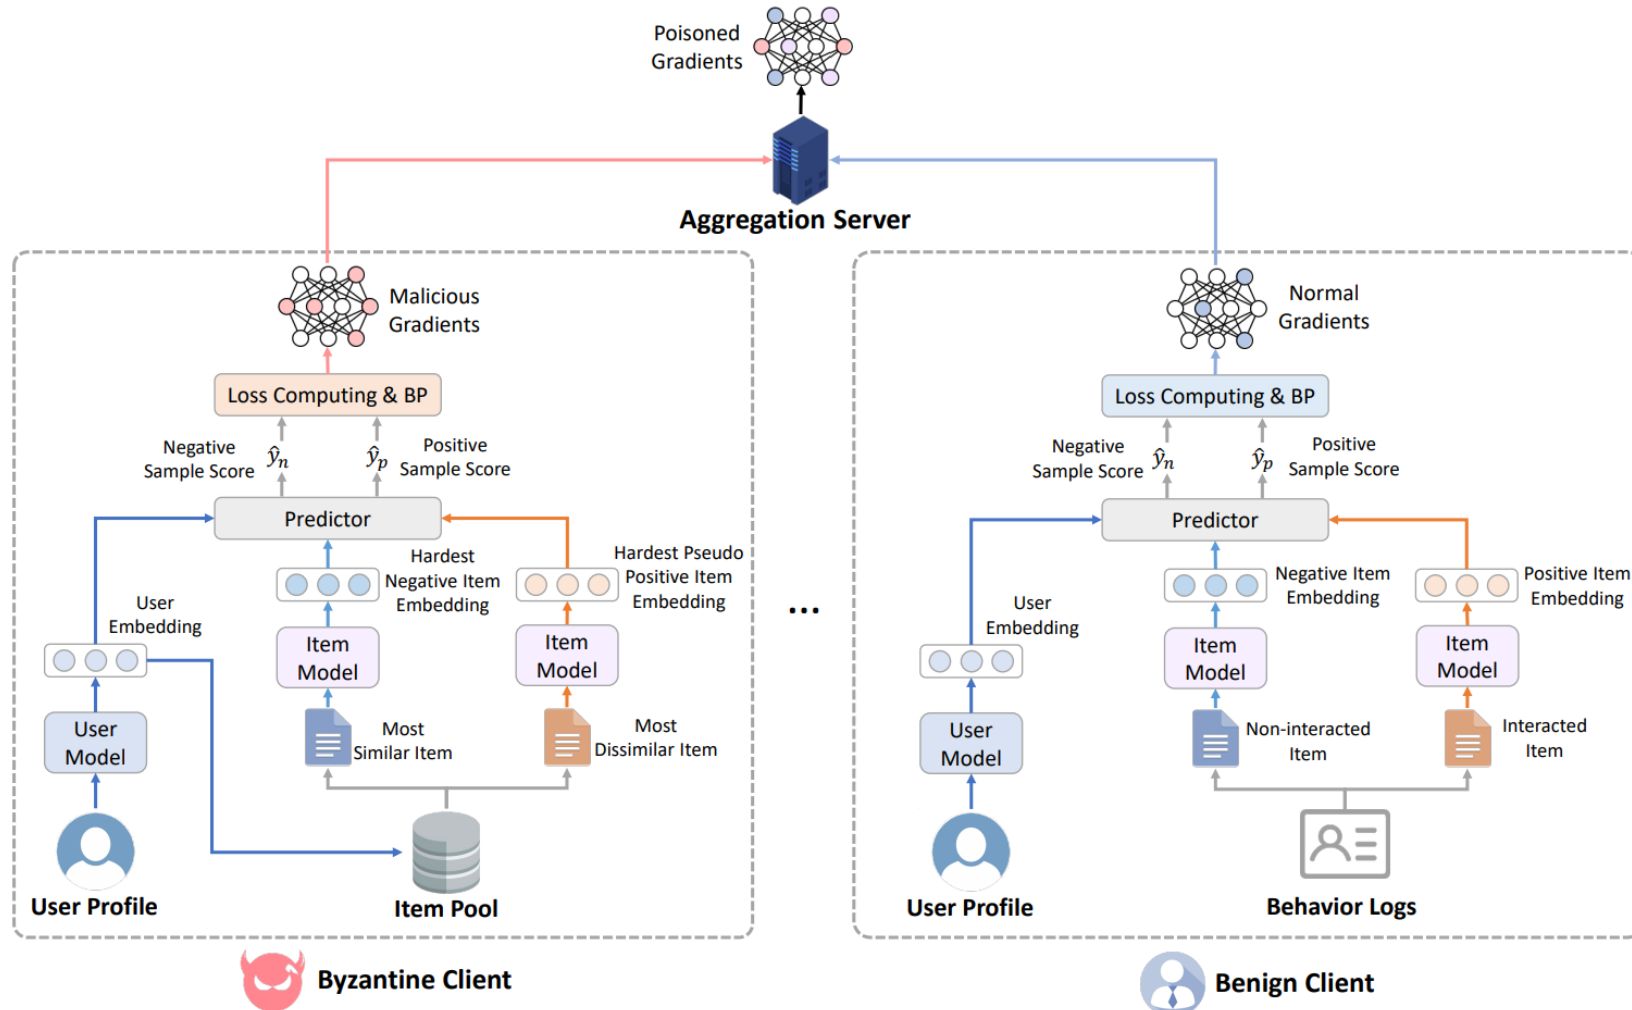 Poisoned
Gradients
Aggregation Server
Malicious
Gradients
Loss Computing & BP
Negative
Sample Score
ŷn
ŷp
Positive
Sample Score
Predictor
Hardest
Negative Item
Embedding
Hardest Pseudo
Positive Item
Embedding
User
Embedding
Item
Model
Item
Model
User
Model
Most
Similar Item
Most
Dissimilar Item
User Profile
Item Pool
Byzantine Client
...
Normal
Gradients
Loss Computing & BP
Negative
Sample Score
ŷn
ŷp
Positive
Sample Score
Predictor
Negative Item
Embedding
Positive Item
Embedding
User
Embedding
Item
Model
Item
Model
User
Model
Non-interacted
Item
Interacted
Item
User Profile
Behavior Logs
Benign Client